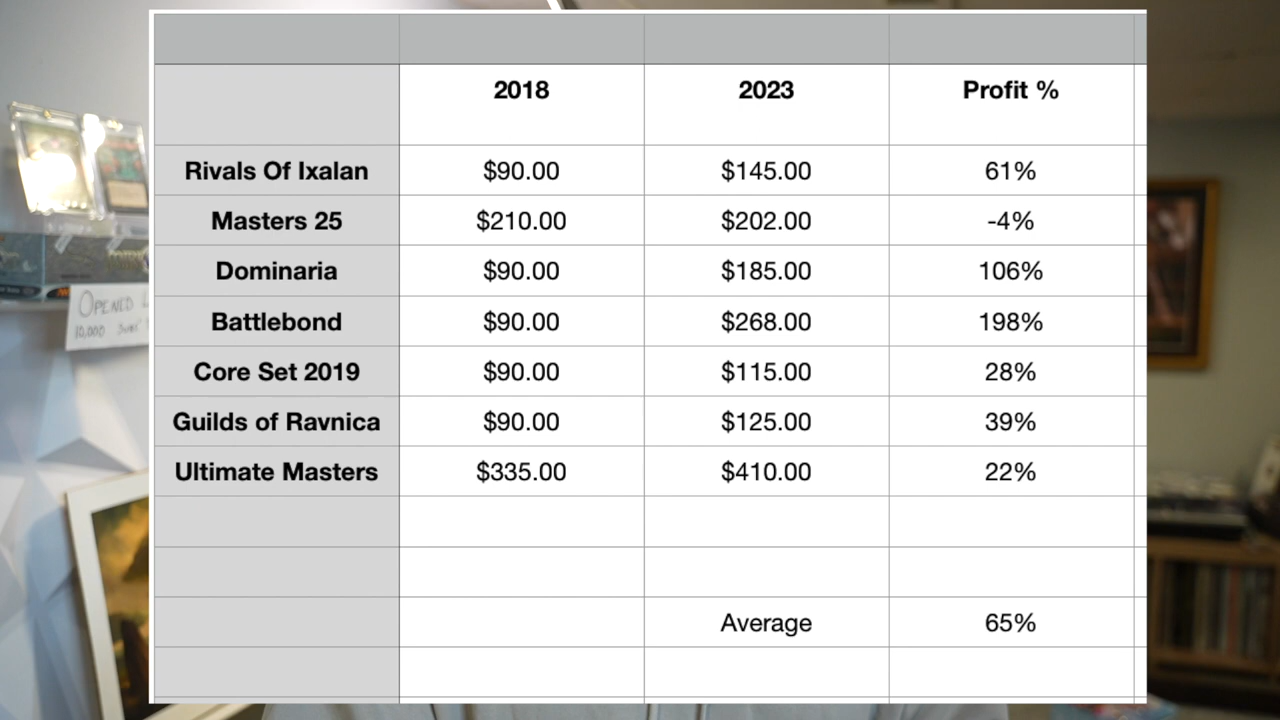 2018 2023 Profit %
Rivals Of Ixalan $90.00 $145.00 61%
Masters 25 $210.00 $202.00 -4%
Dominaria $90.00 $185.00 106%
OPENED
10,000
Battlebond $90.00 $268.00 198%
Core Set 2019 $90.00 $115.00 28%
Guilds of Ravnica $90.00 $125.00 39%
Ultimate Masters $335.00 $410.00 22%
Average 65%